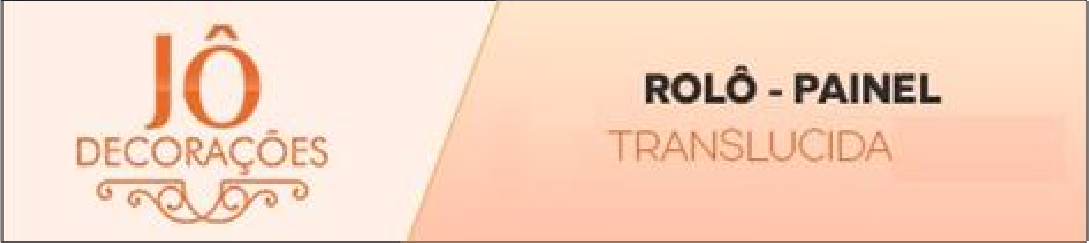 JÔ
DECORAÇÕES
ROLÔ - PAINEL
TRANSLUCIDA